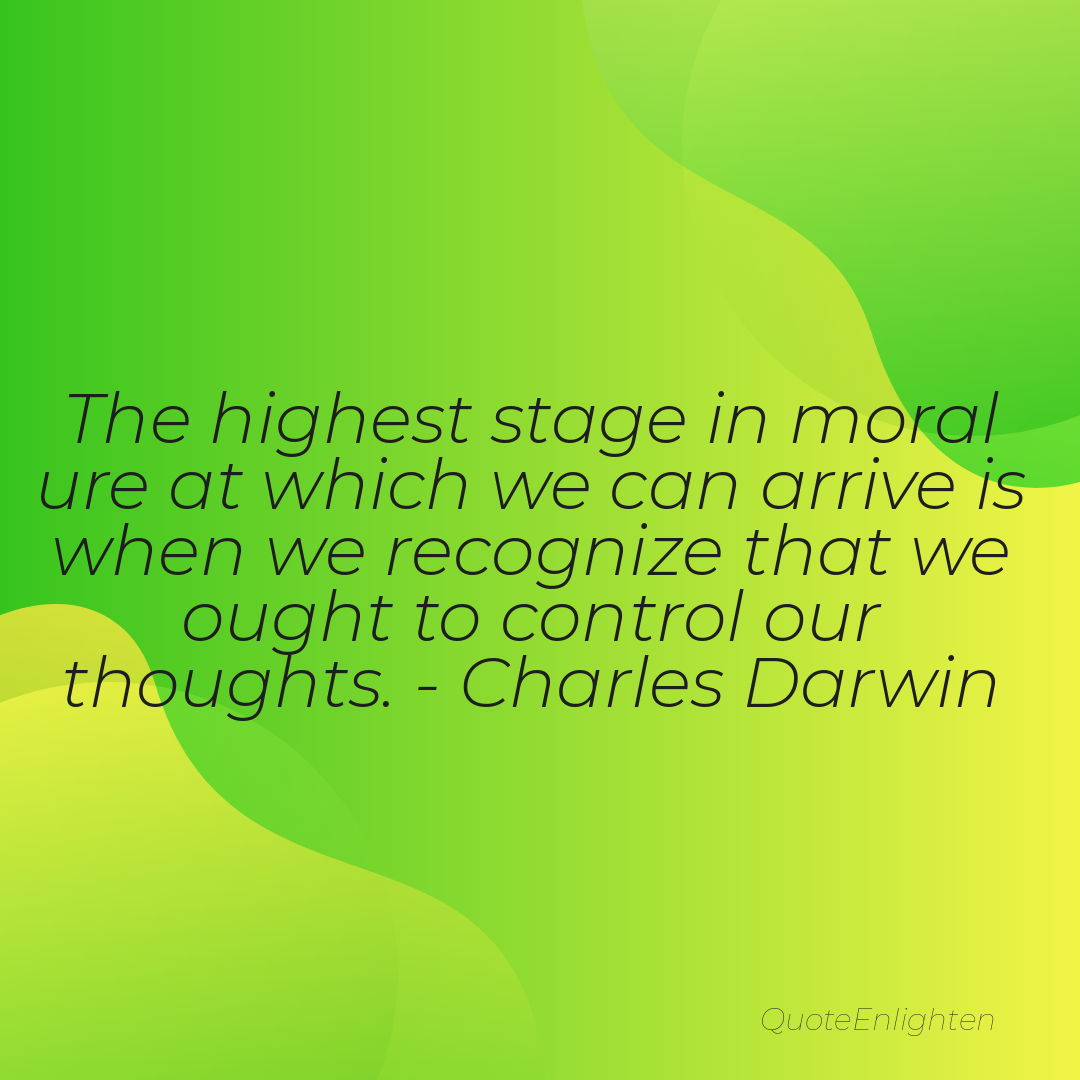 The highest stage in moral
ure at which we can arrive is
when we recognize that we
ought to control our
thoughts. - Charles Darwin
QuoteEnlighten